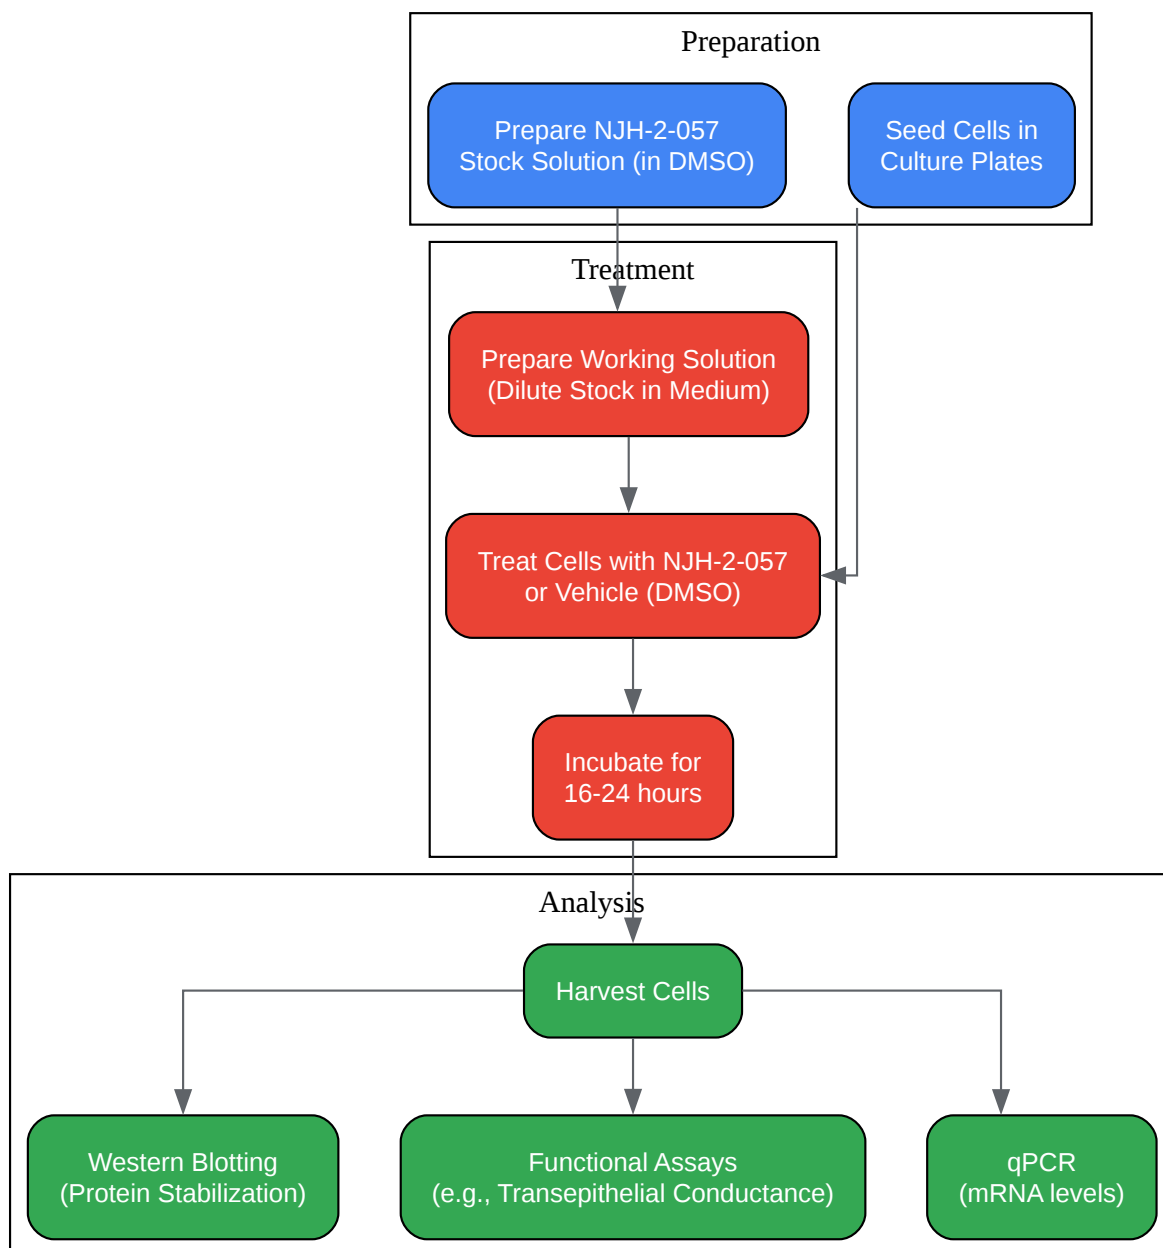 Preparation
Prepare NJH-2-057
Stock Solution (in DMSO)
Seed Cells in
Culture Plates
Treatment
Prepare Working Solution
(Dilute Stock in Medium)
Treat Cells with NJH-2-057
or Vehicle (DMSO)
Incubate for
16-24 hours
Analysis
Harvest Cells
Western Blotting
(Protein Stabilization)
Functional Assays
(e.g., Transepithelial Conductance)
qPCR
(mRNA levels)